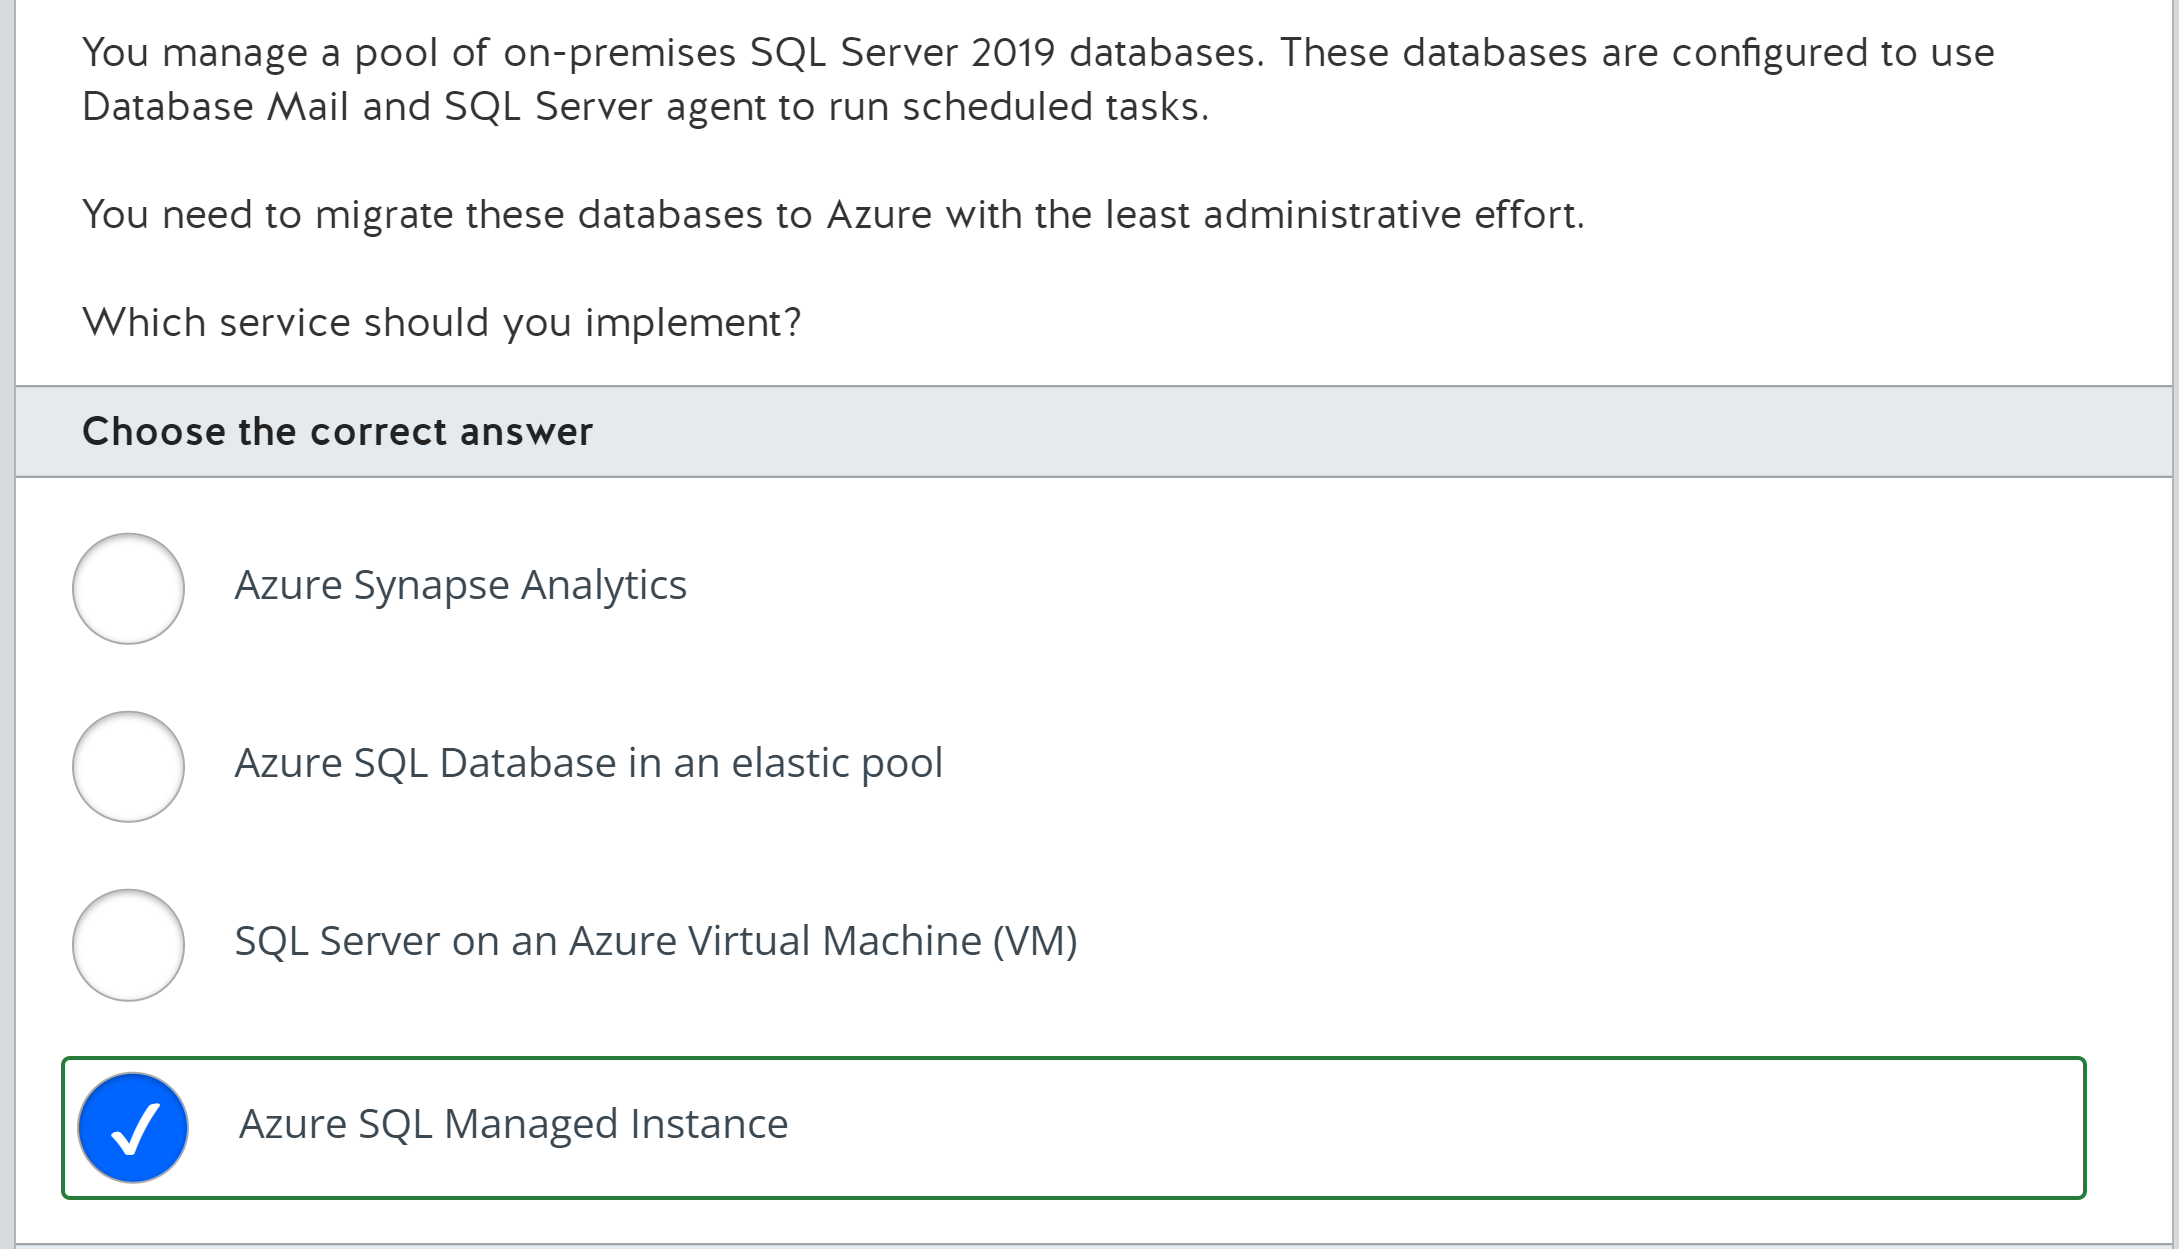 You manage a pool of on-premises SQL Server 2019 databases. These databases are configured to use
Database Mail and SQL Server agent to run scheduled tasks.
You need to migrate these databases to Azure with the least administrative effort.
Which service should you implement?
Choose the correct answer
Azure Synapse Analytics
Azure SQL Database in an elastic pool
SQL Server on an Azure Virtual Machine (VM)
Azure SQL Managed Instance